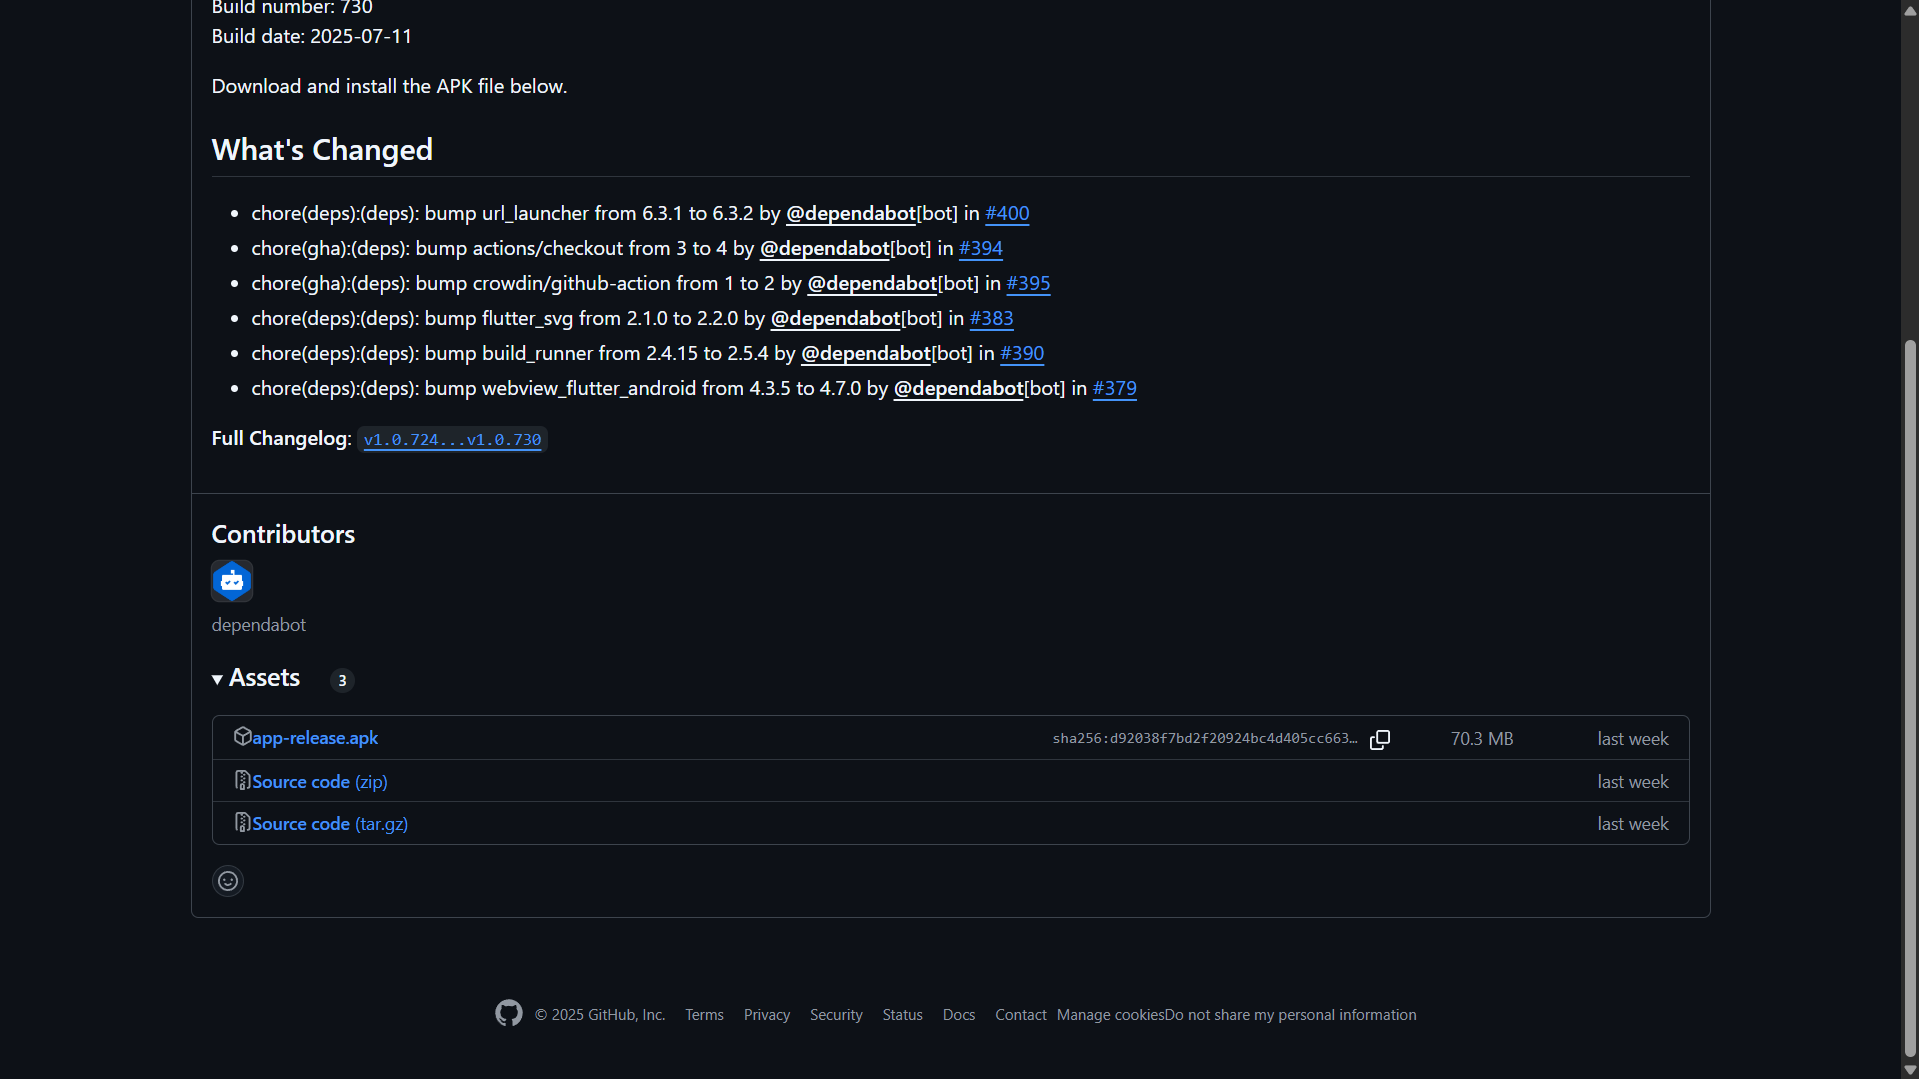 Build number: 730
Build date: 2025-07-11
Download and install the APK file below.
What's Changed
• chore(deps):(deps): bump url_launcher from 6.3.1 to 6.3.2 by @dependabot[bot] in #400
• chore(gha):(deps): bump actions/checkout from 3 to 4 by @dependabot[bot] in #394
• chore(gha):(deps): bump crowdin/github-action from 1 to 2 by @dependabot[bot] in #395
• chore(deps):(deps): bump flutter_svg from 2.1.0 to 2.2.0 by @dependabot[bot] in #383
• chore(deps):(deps): bump build_runner from 2.4.15 to 2.5.4 by @dependabot[bot] in #390
• chore(deps):(deps): bump webview_flutter_android from 4.3.5 to 4.7.0 by @dependabot[bot] in #379
Full Changelog: v1.0.724...v1.0.730
Contributors
dependabot
Assets 3
app-release.apk sha256:d92038f7bd2f20924bc4d405cc663… 70.3 MB last week
Source code (zip) last week
Source code (tar.gz) last week
© 2025 GitHub, Inc. Terms Privacy Security Status Docs Contact Manage cookies Do not share my personal information